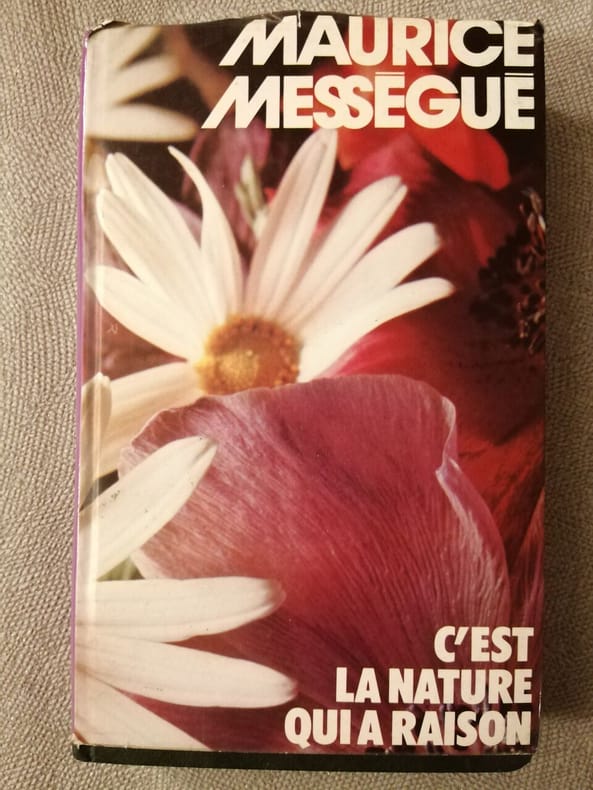 MAURICE
MESSÉGUÉ
C'EST
LA NATURE
QUI A RAISON